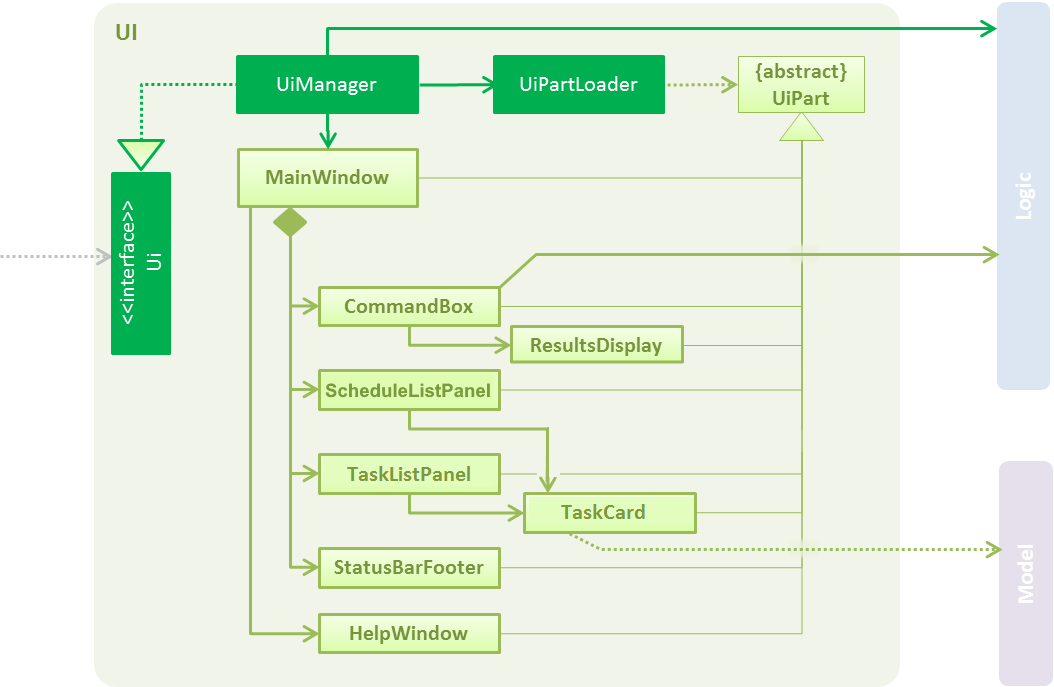 UI
UiManager
UiPartLoader
{abstract}
UiPart
<<interface>>
Ui
MainWindow
Logic
CommandBox
ResultsDisplay
ScheduleListPanel
TaskListPanel
TaskCard
StatusBarFooter
Model
HelpWindow